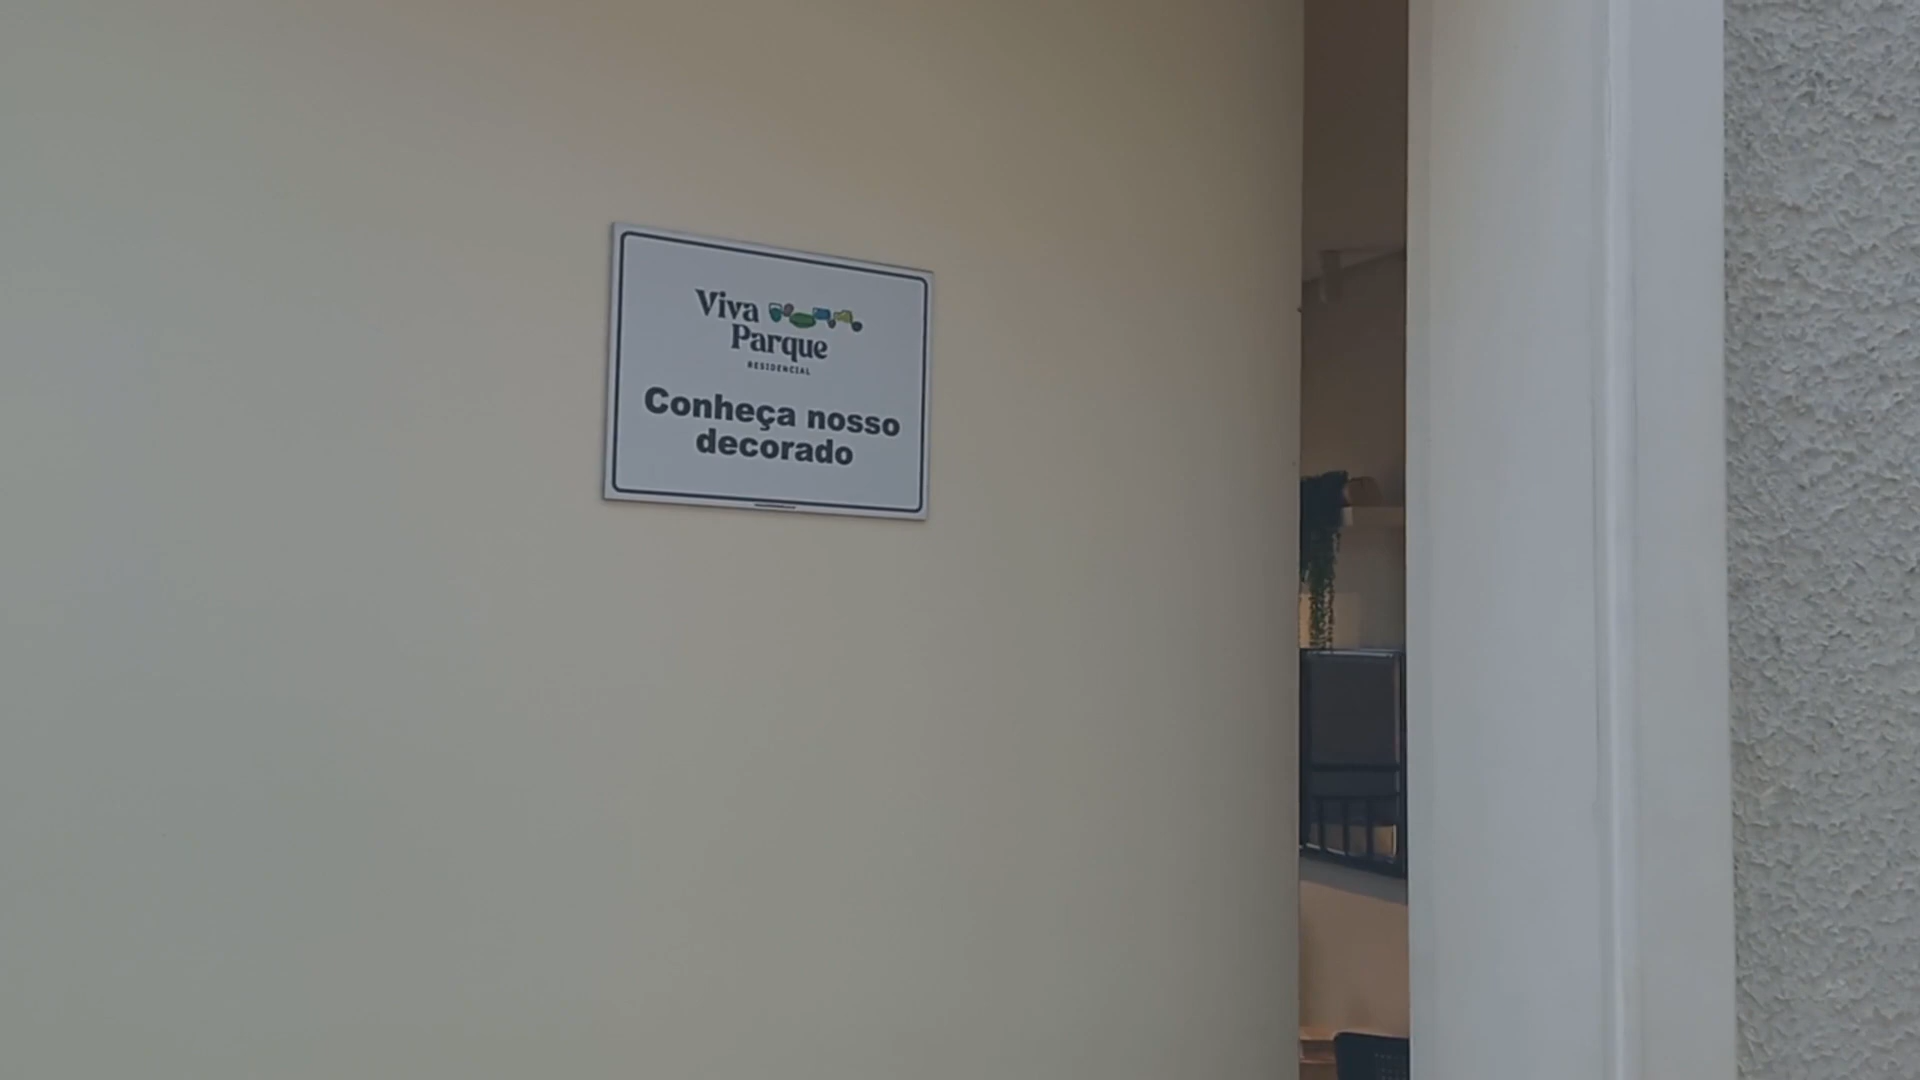 Viva
Parque
RESIDENCIAL
Conheça nosso
decorado